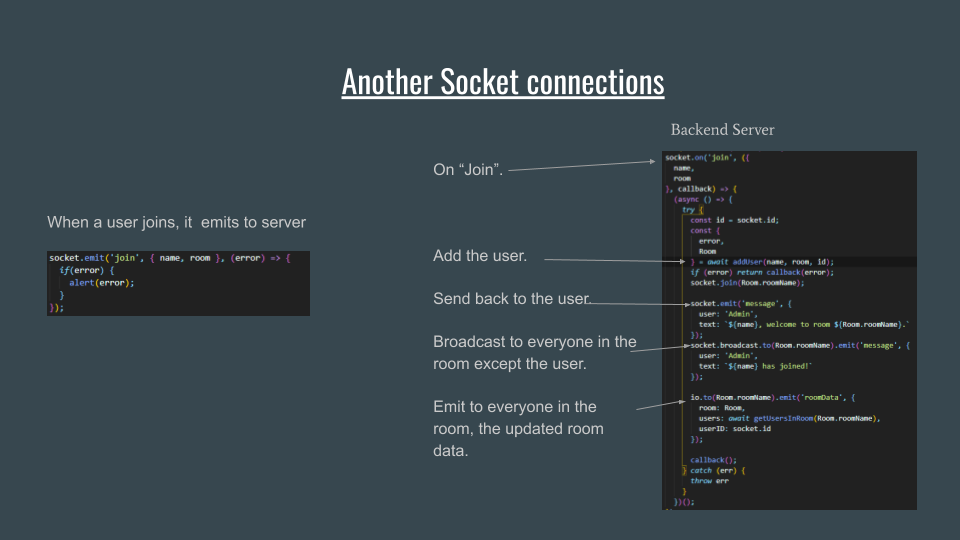 Another Socket connections
When a user joins, it  emits to server
socket.emit('join', { name, room }, (error) => {
if(error) {
alert(error);
}
});
On “Join”.
Add the user.
Send back to the user.
Broadcast to everyone in the
room except the user.
Emit to everyone in the
room, the updated room
data.
Backend Server
socket.on('join', ({
name,
room
}, callback) => {
(async () => {
try {
const id = socket.id;
const {
error,
Room
} = await addUser(name, room, id);
if (error) return callback(error);
socket.join(Room.roomName);
socket.emit('message', {
user: 'Admin',
text: `${name}, welcome to room ${Room.roomName}.`
});
socket.broadcast.to(Room.roomName).emit('message', {
user: 'Admin',
text: `${name} has joined!`
});
io.to(Room.roomName).emit('roomData', {
room: Room,
users: await getUsersInRoom(Room.roomName),
userID: socket.id
});
callback();
} catch (err) {
throw err
}
})();